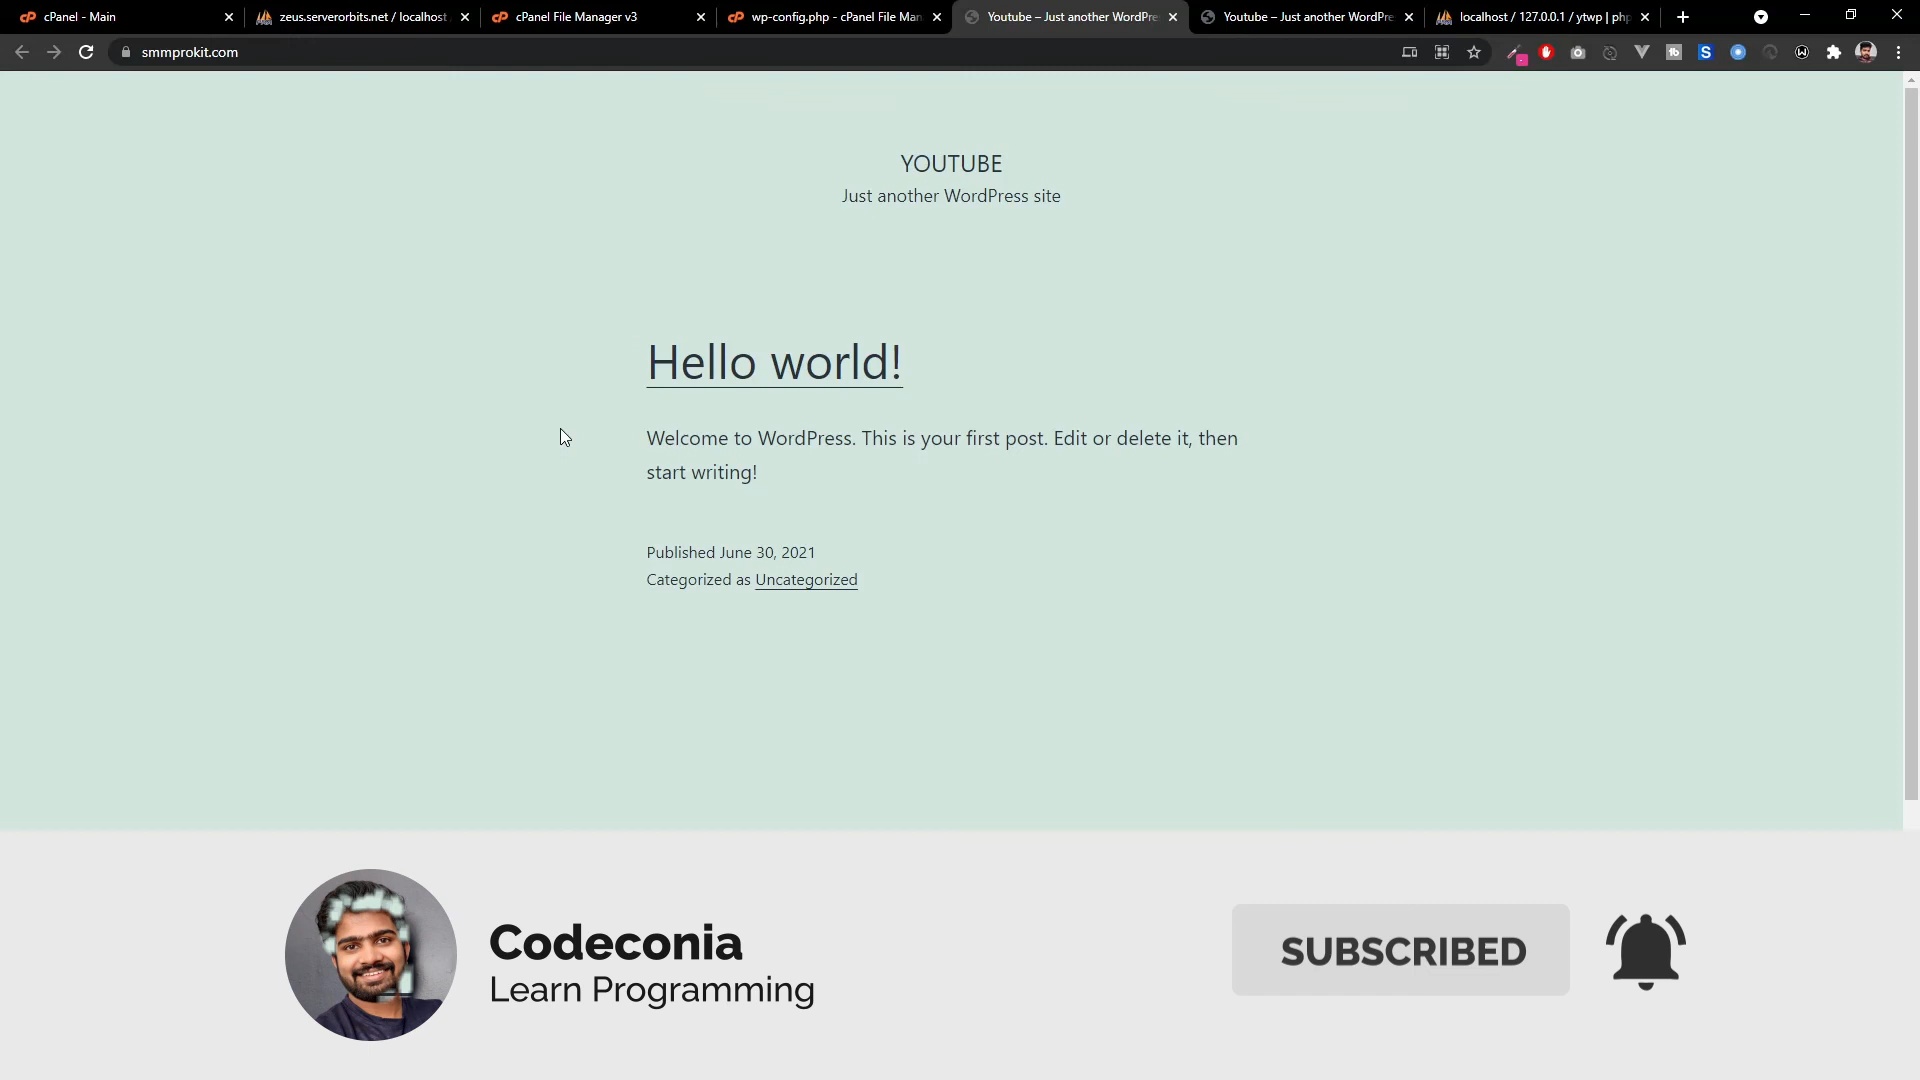 cPanel - Main
zeus.serverorbits.net / localhost
cPanel File Manager v3
wp-config.php - cPanel File Man
Youtube – Just another WordPre
Youtube – Just another WordPre
localhost / 127.0.0.1 / ytwp | php
smmprokit.com
YOUTUBE
Just another WordPress site
Hello world!
Welcome to WordPress. This is your first post. Edit or delete it, then
start writing!
Published June 30, 2021
Categorized as Uncategorized
Codeconia
Learn Programming
SUBSCRIBED